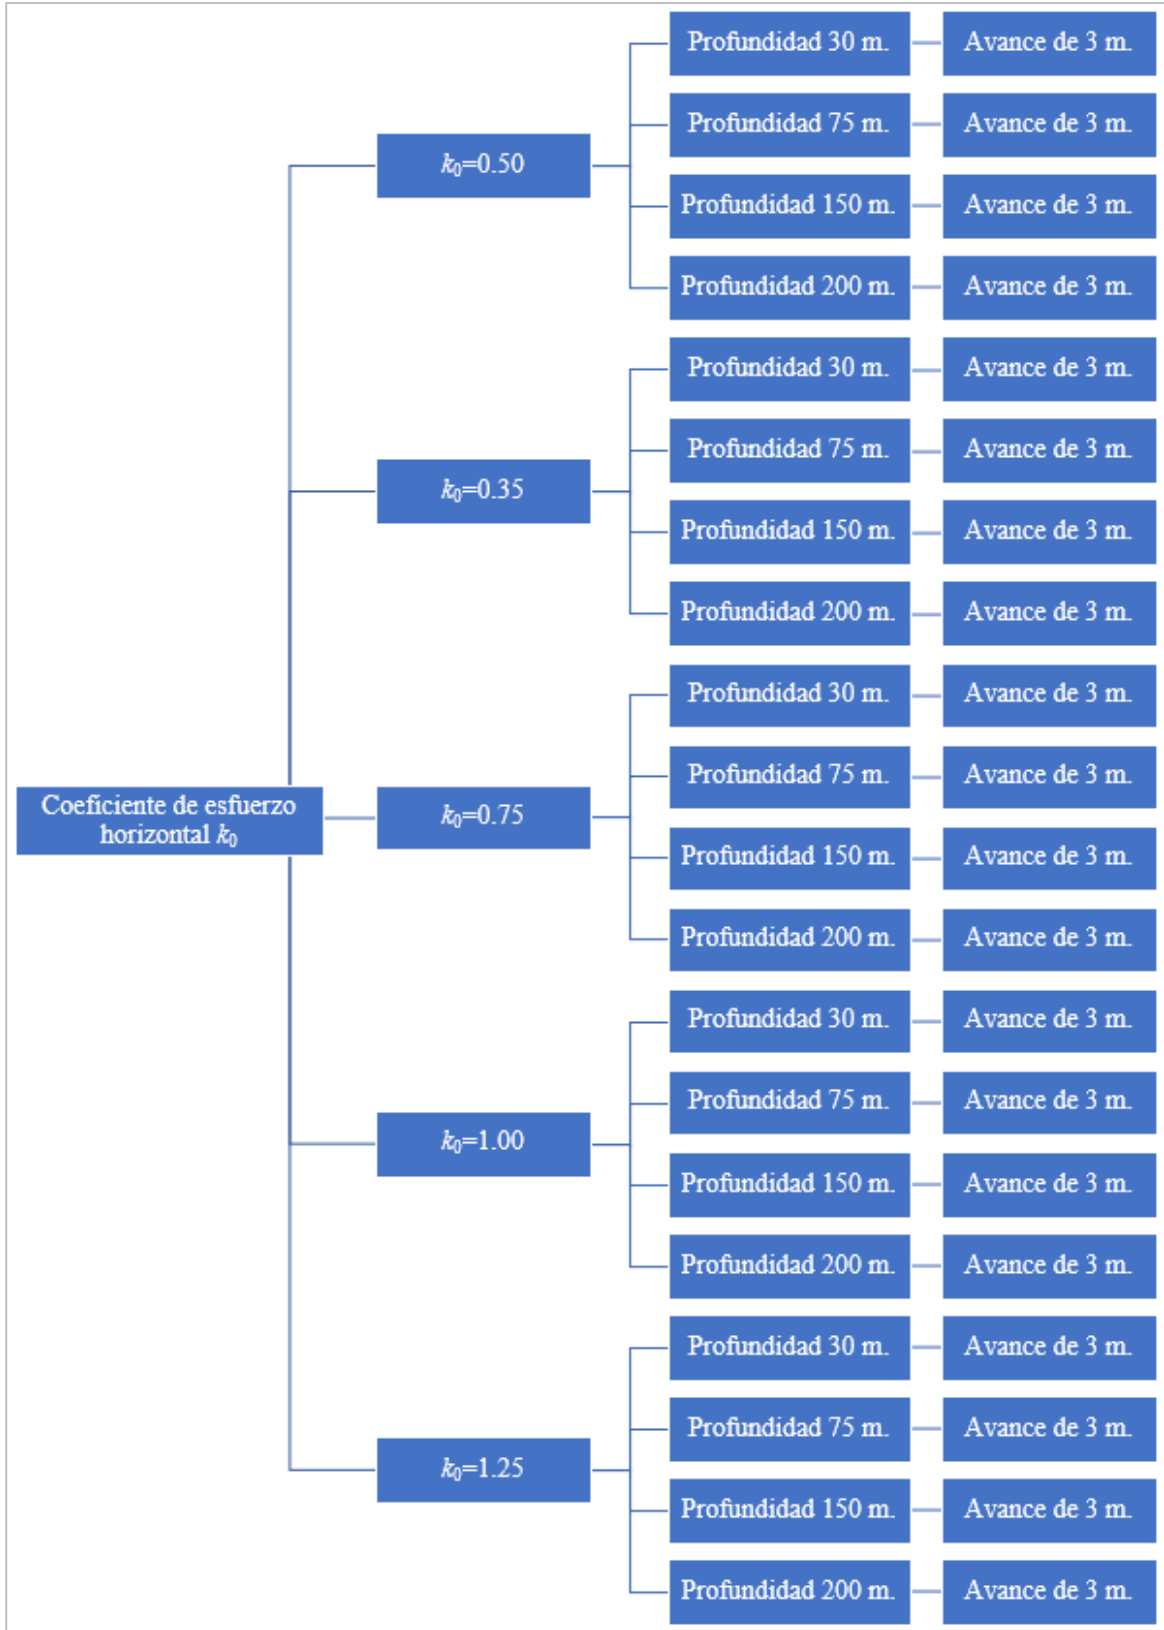 Coeficiente de esfuerzo
horizontal k0
k0=0.50
Profundidad 30 m.
Avance de 3 m.
Profundidad 75 m.
Avance de 3 m.
Profundidad 150 m.
Avance de 3 m.
Profundidad 200 m.
Avance de 3 m.
k0=0.35
Profundidad 30 m.
Avance de 3 m.
Profundidad 75 m.
Avance de 3 m.
Profundidad 150 m.
Avance de 3 m.
Profundidad 200 m.
Avance de 3 m.
k0=0.75
Profundidad 30 m.
Avance de 3 m.
Profundidad 75 m.
Avance de 3 m.
Profundidad 150 m.
Avance de 3 m.
Profundidad 200 m.
Avance de 3 m.
k0=1.00
Profundidad 30 m.
Avance de 3 m.
Profundidad 75 m.
Avance de 3 m.
Profundidad 150 m.
Avance de 3 m.
Profundidad 200 m.
Avance de 3 m.
k0=1.25
Profundidad 30 m.
Avance de 3 m.
Profundidad 75 m.
Avance de 3 m.
Profundidad 150 m.
Avance de 3 m.
Profundidad 200 m.
Avance de 3 m.